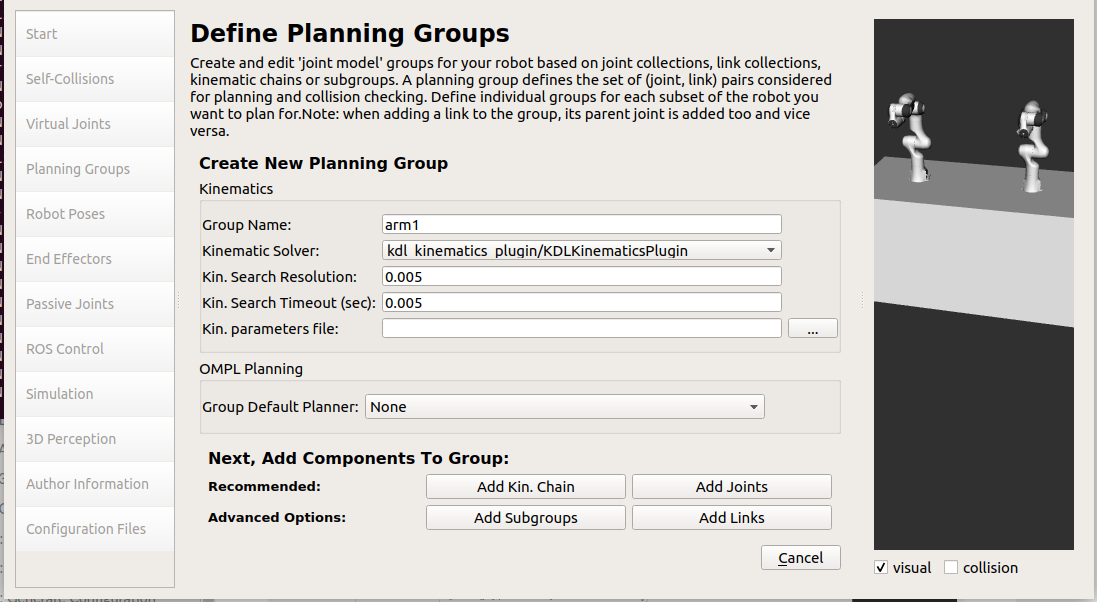 Start
Self-Collisions
Virtual Joints
Planning Groups
Robot Poses
End Effectors
Passive Joints
ROS Control
Simulation
3D Perception
Author Information
Configuration Files
Define Planning Groups
Create and edit 'joint model' groups for your robot based on joint collections, link collections,
kinematic chains or subgroups. A planning group defines the set of (joint, link) pairs considered
for planning and collision checking. Define individual groups for each subset of the robot you
want to plan for.Note: when adding a link to the group, its parent joint is added too and vice
versa.
Create New Planning Group
Kinematics
Group Name: arm1
Kinematic Solver: kdl_kinematics_plugin/KDLKinematicsPlugin
Kin. Search Resolution: 0.005
Kin. Search Timeout (sec): 0.005
Kin. parameters file: ...
OMPL Planning
Group Default Planner: None
Next, Add Components To Group:
Recommended: Add Kin. Chain Add Joints
Advanced Options: Add Subgroups Add Links
Cancel
visual collision